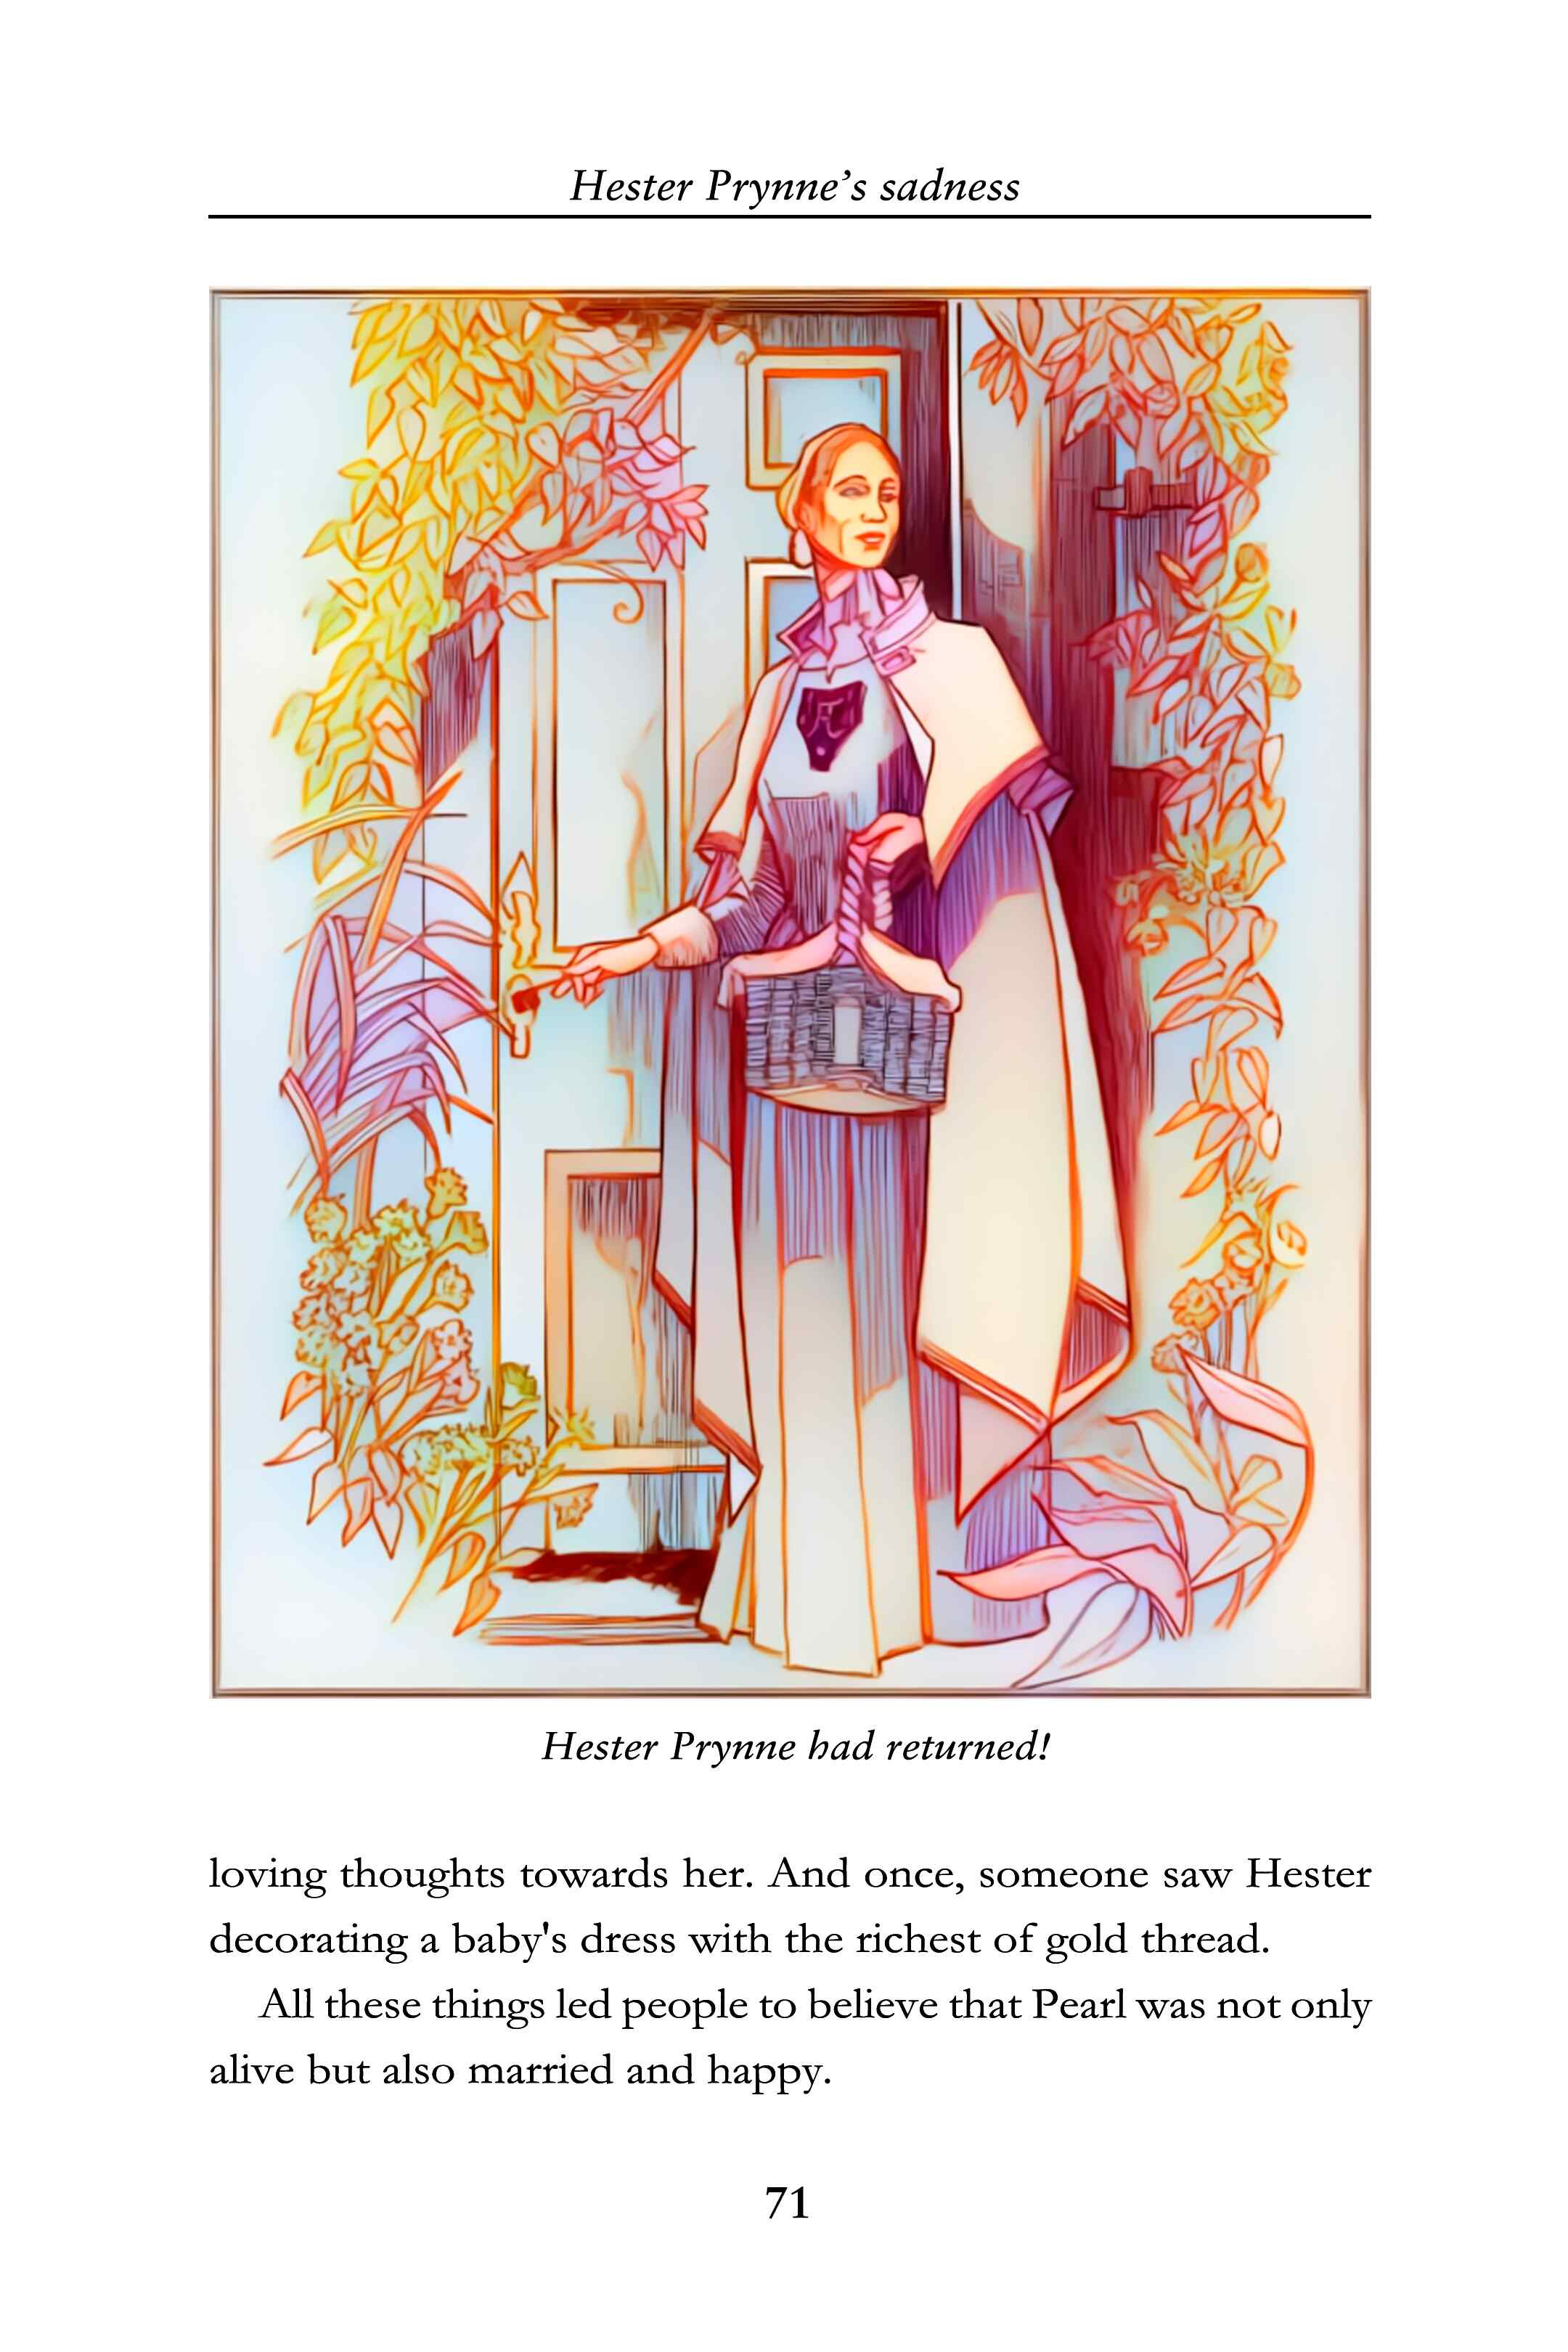 Hester Prynne’s sadness
Hester Prynne had returned!
loving thoughts towards her. And once, someone saw Hester
decorating a baby's dress with the richest of gold thread.
All these things led people to believe that Pearl was not only
alive but also married and happy.
71